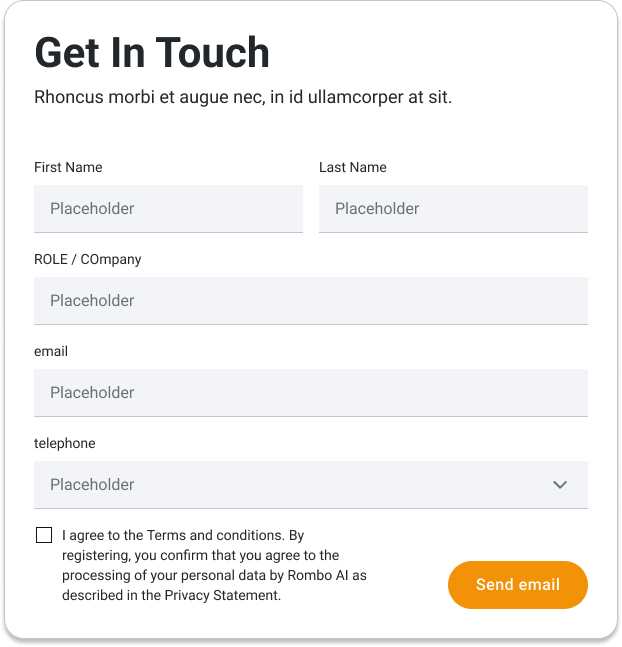 Get In Touch
Rhoncus morbi et augue nec, in id ullamcorper at sit.
First Name
Last Name
Placeholder
Placeholder
ROLE / COmpany
Placeholder
email
Placeholder
telephone
Placeholder
I agree to the Terms and conditions. By
registering, you confirm that you agree to the
processing of your personal data by Rombo AI as
described in the Privacy Statement.
Send email